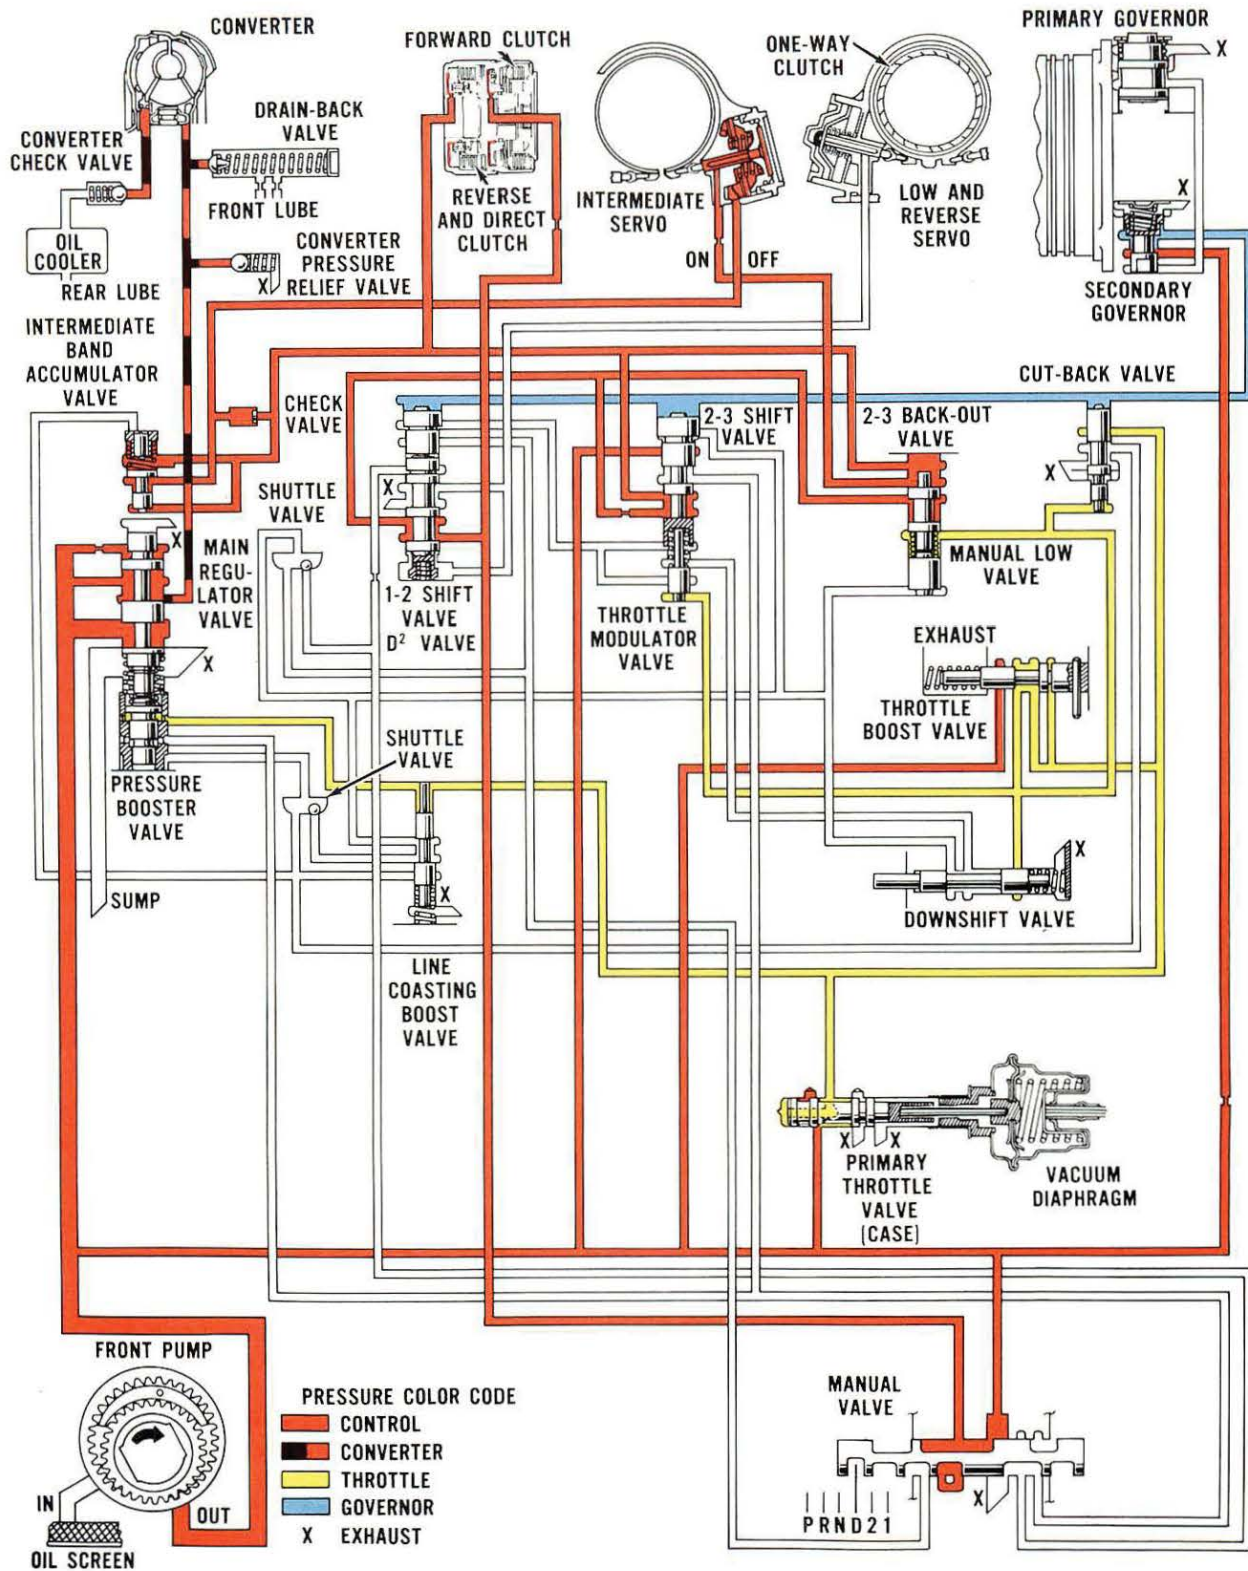 CONVERTER
DRAIN-BACK
VALVE
CONVERTER
CHECK VALVE
FRONT LUBE
OIL
COOLER
REAR LUBE
CONVERTER
PRESSURE
RELIEF VALVE
X
FORWARD CLUTCH
REVERSE
AND DIRECT
CLUTCH
INTERMEDIATE
SERVO
ON
OFF
ONE-WAY
CLUTCH
LOW AND
REVERSE
SERVO
PRIMARY GOVERNOR
X
X
SECONDARY
GOVERNOR
INTERMEDIATE
BAND
ACCUMULATOR
VALVE
CHECK
VALVE
2-3 SHIFT
VALVE
2-3 BACK-OUT
VALVE
CUT-BACK VALVE
X
X
SHUTTLE
VALVE
X
MAIN
REGU-
LATOR
VALVE
1-2 SHIFT
VALVE
D² VALVE
THROTTLE
MODULATOR
VALVE
MANUAL LOW
VALVE
EXHAUST
THROTTLE
BOOST VALVE
X
PRESSURE
BOOSTER
VALVE
SHUTTLE
VALVE
SUMP
X
X
DOWNSHIFT VALVE
LINE
COASTING
BOOST
VALVE
X
X
PRIMARY
THROTTLE
VALVE
(CASE)
VACUUM
DIAPHRAGM
FRONT PUMP
IN
OUT
OIL SCREEN
PRESSURE COLOR CODE
CONTROL
CONVERTER
THROTTLE
GOVERNOR
X EXHAUST
MANUAL
VALVE
X
P R N D 2 1